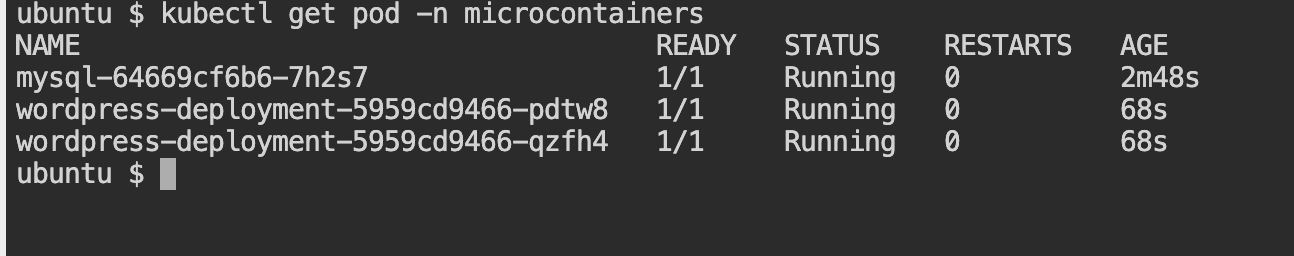 ubuntu $ kubectl get pod -n microcontainers
NAME READY STATUS RESTARTS AGE
mysql-64669cf6b6-7h2s7 1/1 Running 0 2m48s
wordpress-deployment-5959cd9466-pdtw8 1/1 Running 0 68s
wordpress-deployment-5959cd9466-qzfh4 1/1 Running 0 68s
ubuntu $